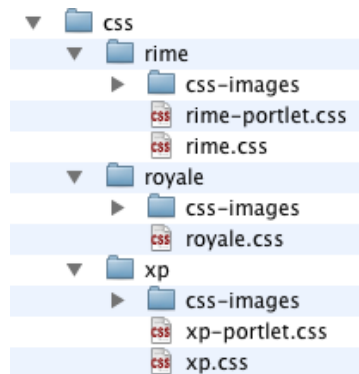 css
rime
css-images
rime-portlet.css
rime.css
royale
css-images
royale.css
xp
css-images
xp-portlet.css
xp.css